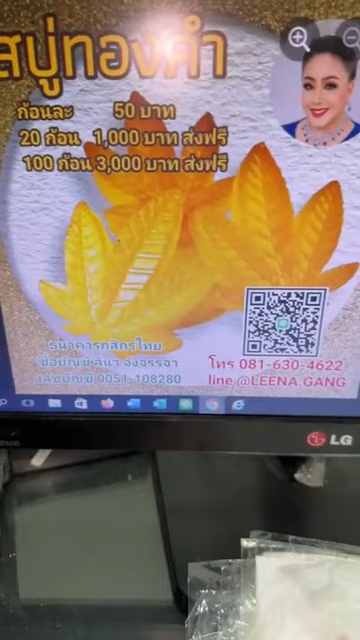 สบู่ทองคำ
ก้อนละ 50 บาท
20 ก้อน 1,000 บาท ส่งฟรี
100 ก้อน 3,000 บาท ส่งฟรี
ธนาคารกสิกรไทย
ชื่อบัญชี ลีนา จังจรรจา
เลขบัญชี 0051-108280
โทร 081-630-4622
line @LEENA.GANG
LG